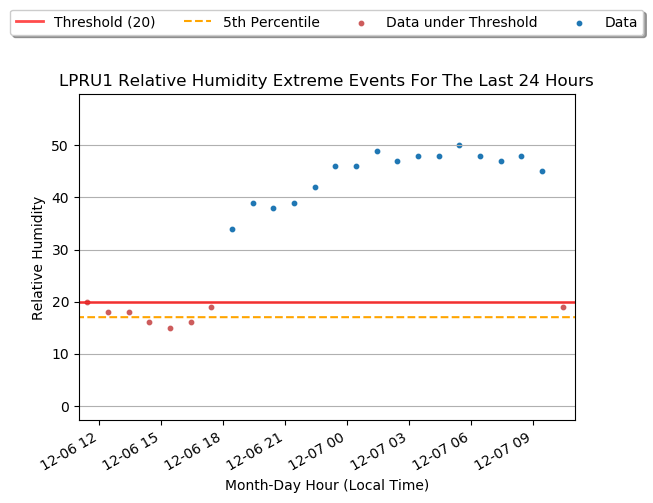 Threshold (20) 5th Percentile Data under Threshold Data
LPRU1 Relative Humidity Extreme Events For The Last 24 Hours
50
40
30
20
10
0
Relative Humidity
12-06 12 12-06 15 12-06 18 12-06 21 12-07 00 12-07 03 12-07 06 12-07 09
Month-Day Hour (Local Time)